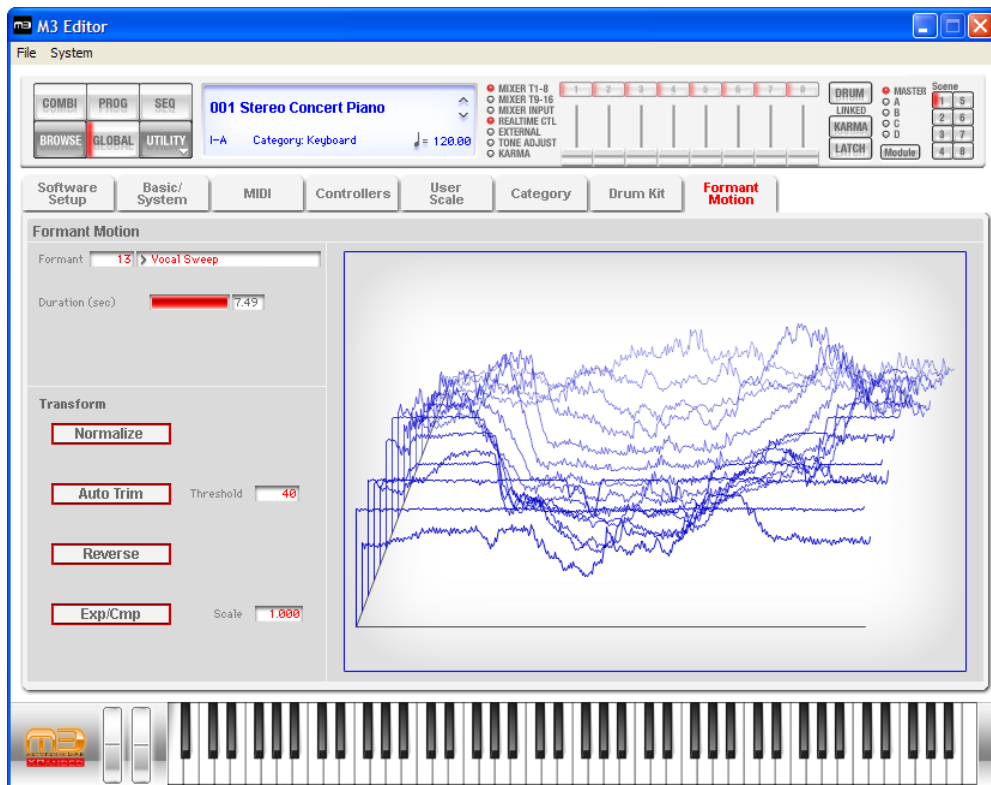 M3 Editor
File System
COMBI PROG SEQ
BROWSE GLOBAL UTILITY
001 Stereo Concert Piano
I-A Category: Keyboard ♩= 120.00
MIXER T1-8
MIXER T9-16
MIXER INPUT
REALTIME CTL
EXTERNAL
TONE ADJUST
KARMA
1 2 3 4 5 6 7 8
DRUM
LINKED
KARMA
LATCH
MASTER
A
B
C
D
Module
Scene
1 5
2 6
3 7
4 8
Software Setup
Basic/ System
MIDI
Controllers
User Scale
Category
Drum Kit
Formant Motion
Formant Motion
Formant 13 > Vocal Sweep
Duration (sec) 7.49
Transform
Normalize
Auto Trim Threshold 40
Reverse
Exp/Cmp Scale 1.000
m3
XPANDED